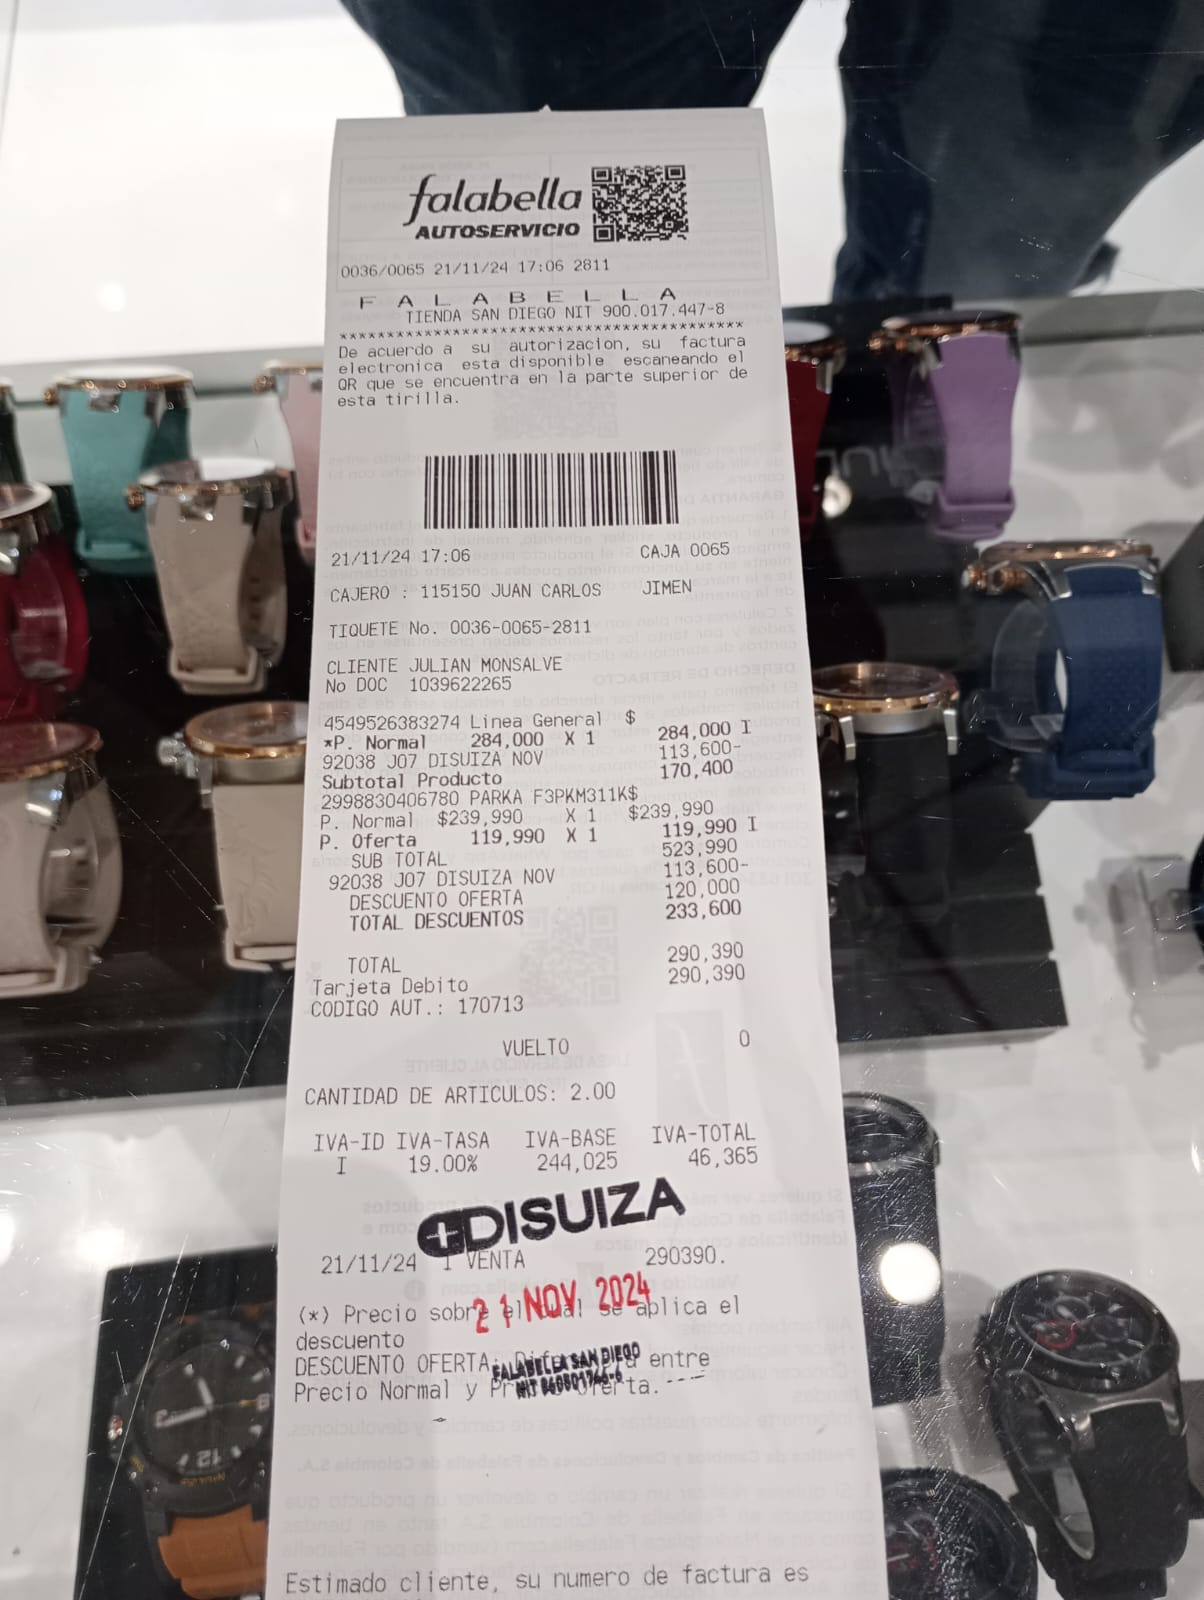 falabella
AUTOSERVICIO
0036/0065 21/11/24 17:06 2811
F A L A B E L L A
TIENDA SAN DIEGO NIT 900.017.447-8
******************************************
De acuerdo a su autorizacion, su factura
electronica esta disponible escaneando el
QR que se encuentra en la parte superior de
esta tirilla.
21/11/24 17:06 CAJA 0065
CAJERO : 115150 JUAN CARLOS JIMEN
TIQUETE No. 0036-0065-2811
CLIENTE JULIAN MONSALVE
No DOC 1039622265
4549526383274 Linea General $
*P. Normal 284,000 X 1 284,000 I
92038 J07 DISUIZA NOV 113,600-
Subtotal Producto 170,400
2998830406780 PARKA F3PKM311K$
P. Normal $239,990 X 1 $239,990
P. Oferta 119,990 X 1 119,990 I
SUB TOTAL 523,990
92038 J07 DISUIZA NOV 113,600-
DESCUENTO OFERTA 120,000
TOTAL DESCUENTOS 233,600
TOTAL 290,390
Tarjeta Debito 290,390
CODIGO AUT.: 170713
VUELTO 0
CANTIDAD DE ARTICULOS: 2.00
IVA-ID IVA-TASA IVA-BASE IVA-TOTAL
I 19.00% 244,025 46,365
DISUIZA
21/11/24 1 VENTA 290390.
21 NOV 2024
(*) Precio sobre el cual se aplica el
descuento
DESCUENTO OFERTA: entre
FALABELLA SAN DIEGO
Precio Normal y Oferta.
NIT
Estimado cliente, su numero de factura es